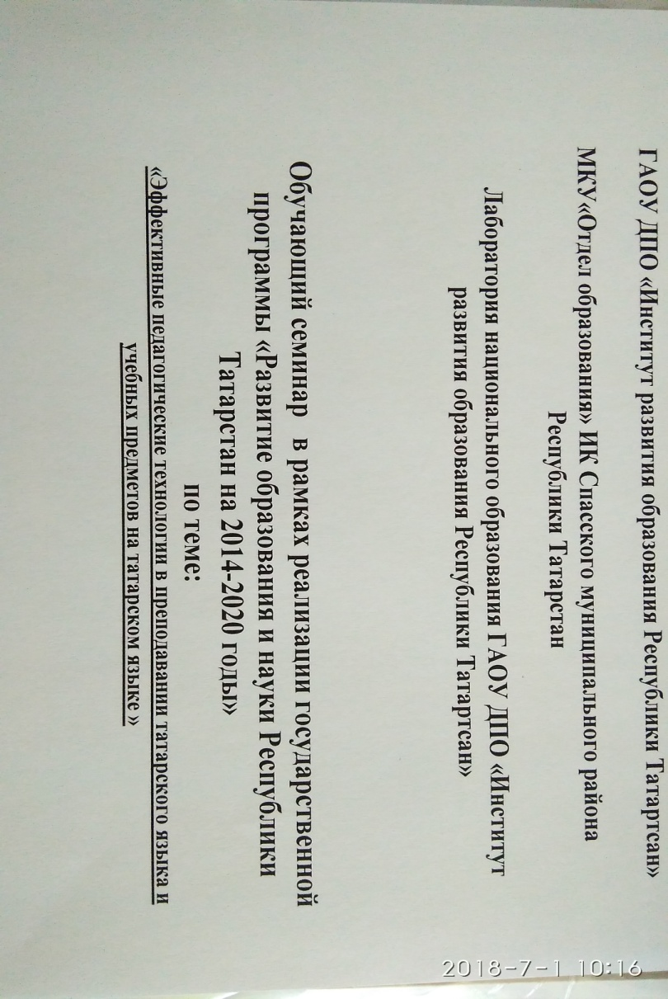 ГАОУ ДПО «Институт развития образования Республики Татартсан»
МКУ«Отдел образования» ИК Спасского муниципального района
Республики Татарстан
Лаборатория национального образования ГАОУ ДПО «Институт
развития образования Республики Татартсан»
Обучающий семинар в рамках реализации государственной
программы «Развитие образования и науки Республики
Татарстан на 2014-2020 годы»
по теме:
«Эффективные педагогические технологии в преподавании татарского языка и
учебных предметов на татарском языке »
2018-7-1 10:16